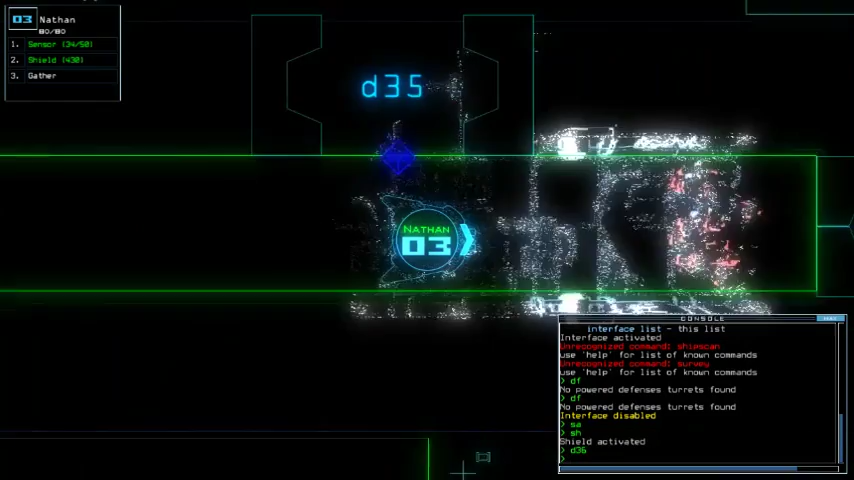 03 Nathan
80/80
1. Sensor (34/50)
2. Shield (430)
3. Gather
d35
NATHAN
03
CONSOLE
interface list - this list
Interface activated
Unrecognized command: shipscan
use 'help' for list of known commands
Unrecognized command: survey
use 'help' for list of known commands
> df
No powered defenses turrets found
> df
No powered defenses turrets found
Interface disabled
> sa
> sh
Shield activated
> d36
>